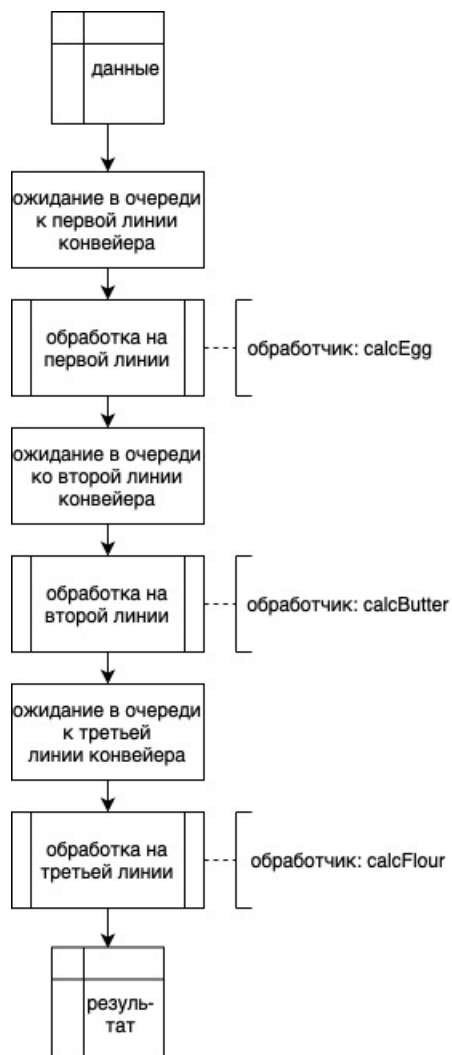 данные
ожидание в очереди
к первой линии
конвейера
обработка на
первой линии
обработчик: calcEgg
ожидание в очереди
ко второй линии
конвейера
обработка на
второй линии
обработчик: calcButter
ожидание в очереди
к третьей
линии конвейера
обработка на
третьей линии
обработчик: calcFlour
резуль-
тат